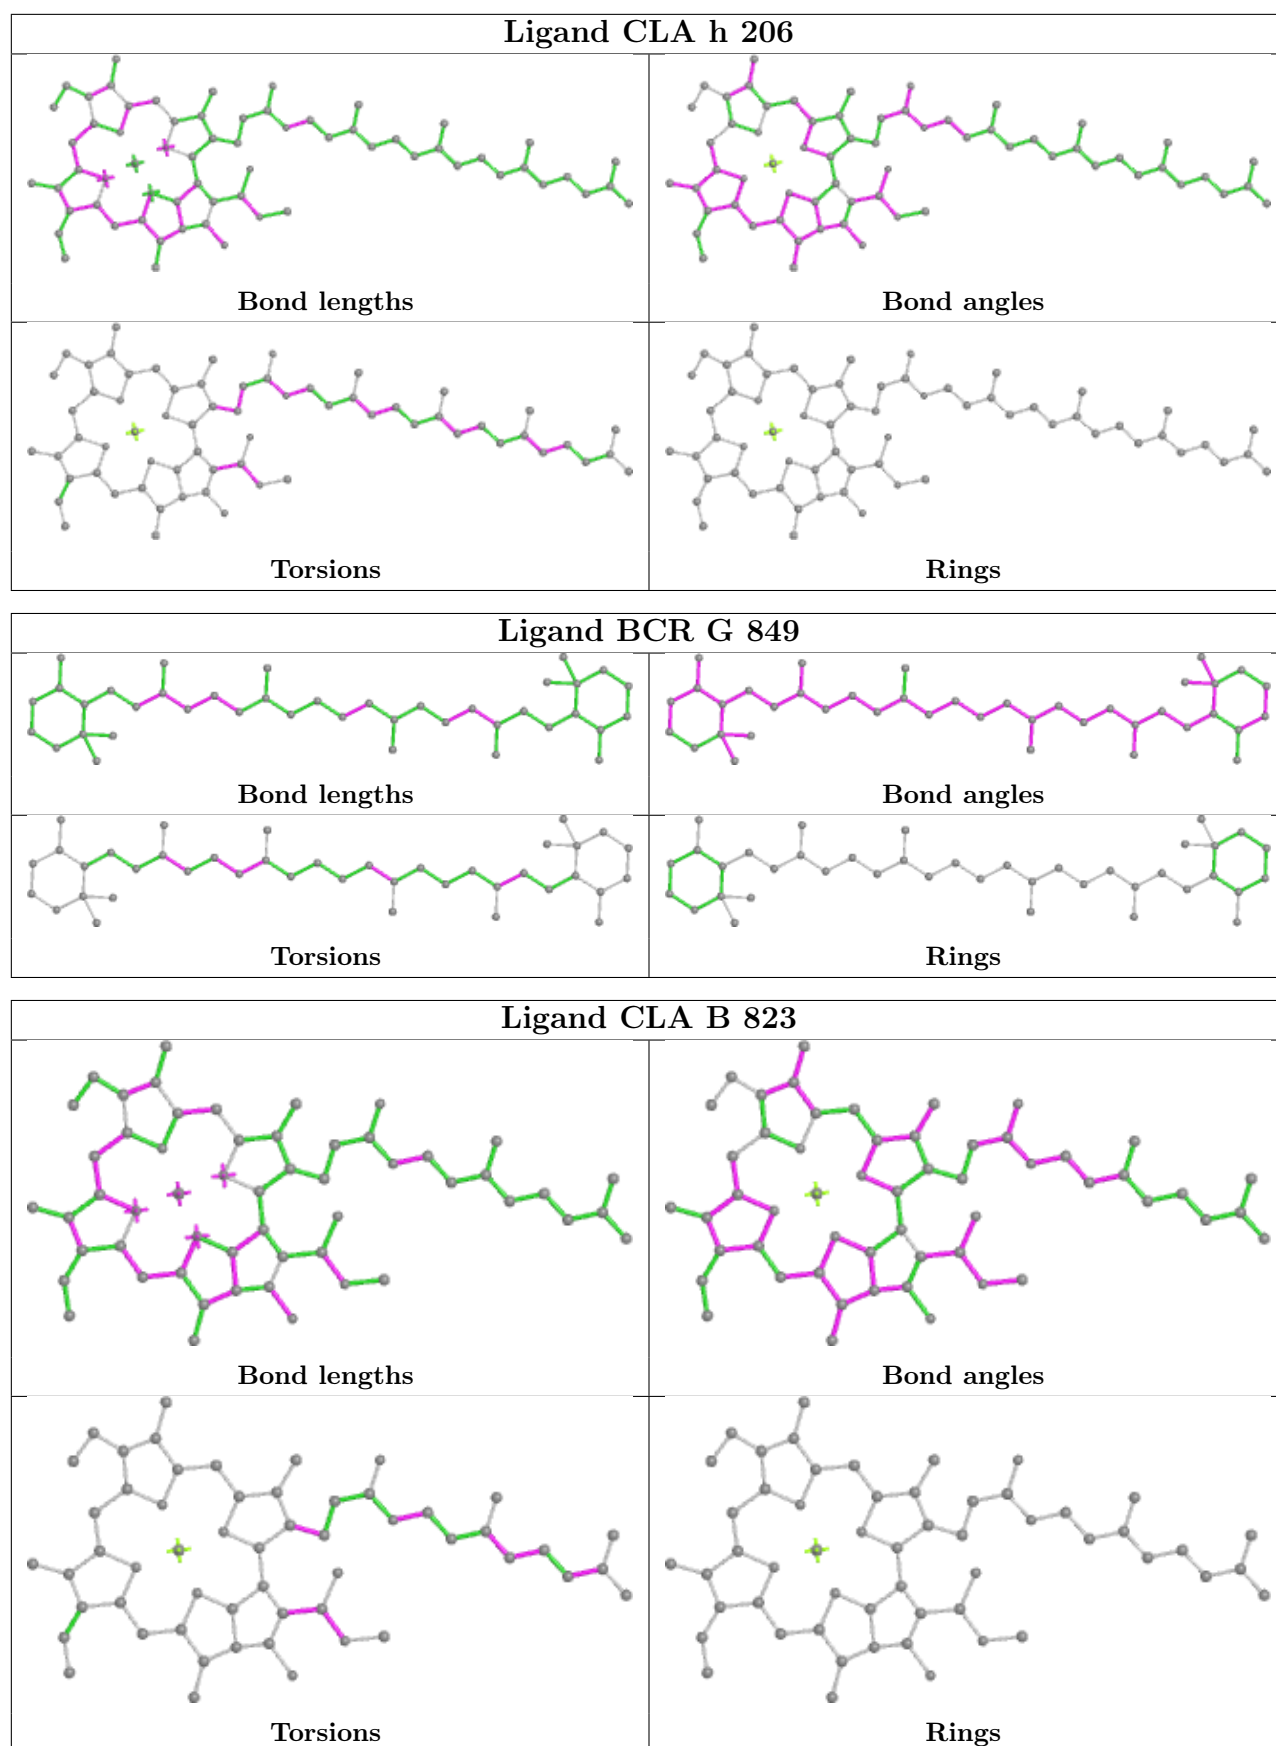 Ligand CLA h 206
Bond lengths
Bond angles
Torsions
Rings
Ligand BCR G 849
Bond lengths
Bond angles
Torsions
Rings
Ligand CLA B 823
Bond lengths
Bond angles
Torsions
Rings